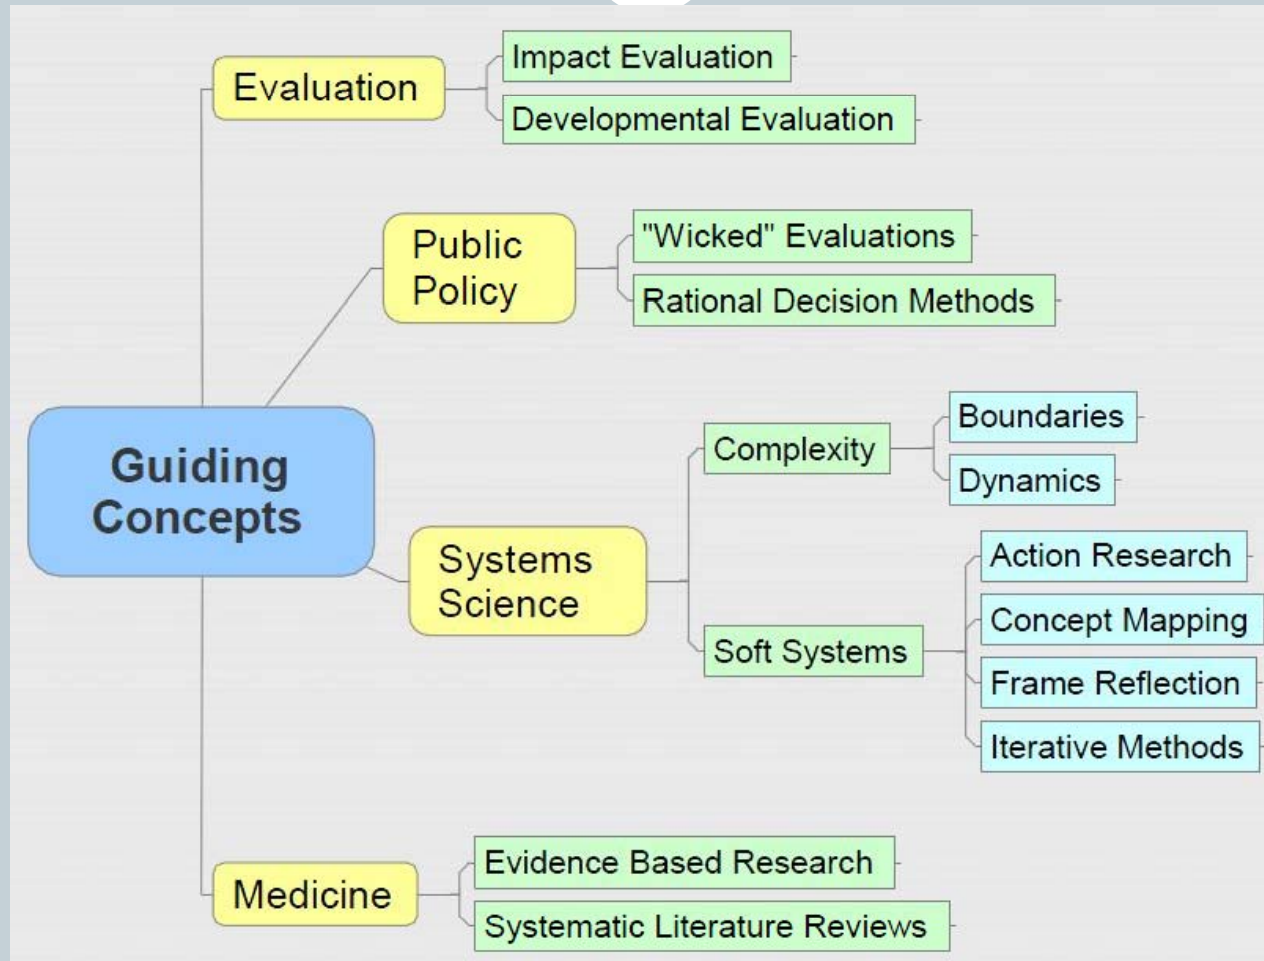 Evaluation
Impact Evaluation
Developmental Evaluation
Public
Policy
"Wicked" Evaluations
Rational Decision Methods
Guiding
Concepts
Systems
Science
Complexity
Boundaries
Dynamics
Soft Systems
Action Research
Concept Mapping
Frame Reflection
Iterative Methods
Medicine
Evidence Based Research
Systematic Literature Reviews